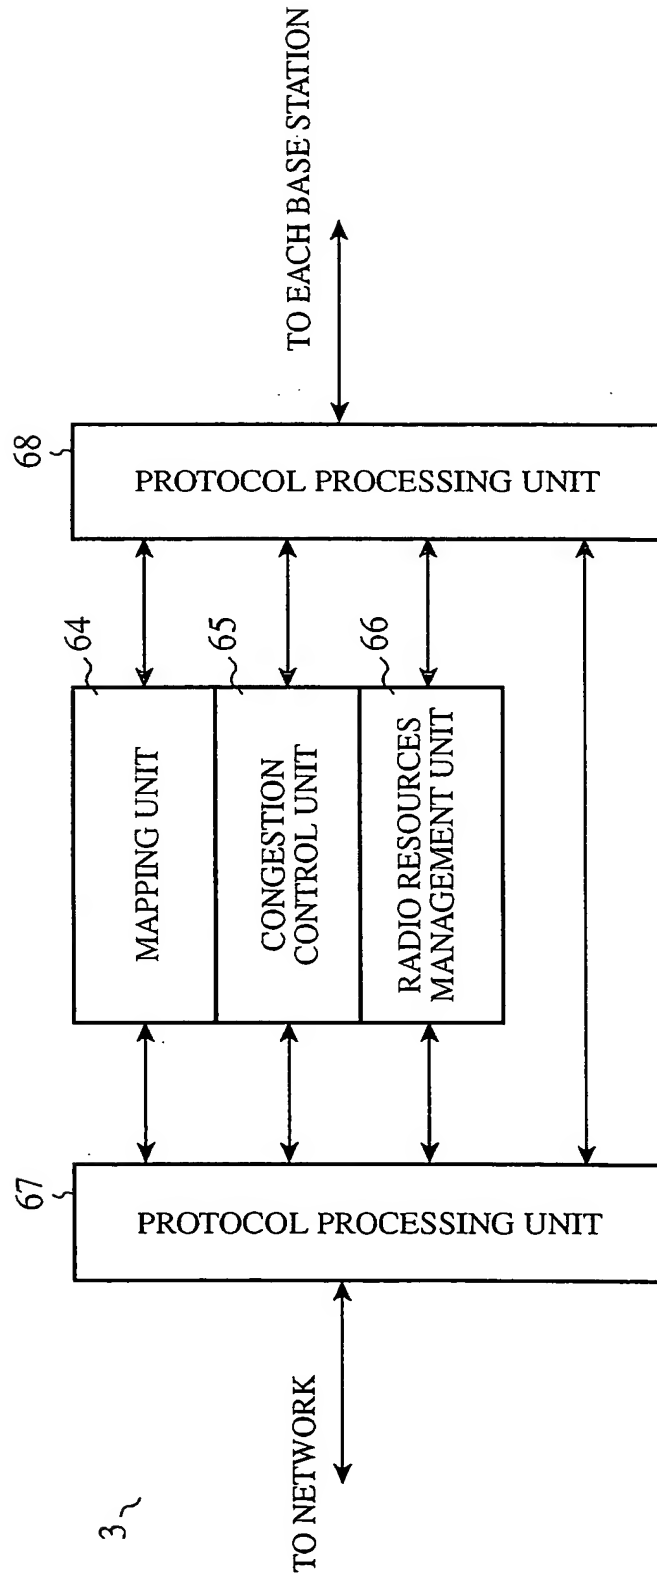 3
TO NETWORK
67
PROTOCOL PROCESSING UNIT
64
MAPPING UNIT
65
CONGESTION
CONTROL UNIT
66
RADIO RESOURCES
MANAGEMENT UNIT
68
PROTOCOL PROCESSING UNIT
TO EACH BASE STATION